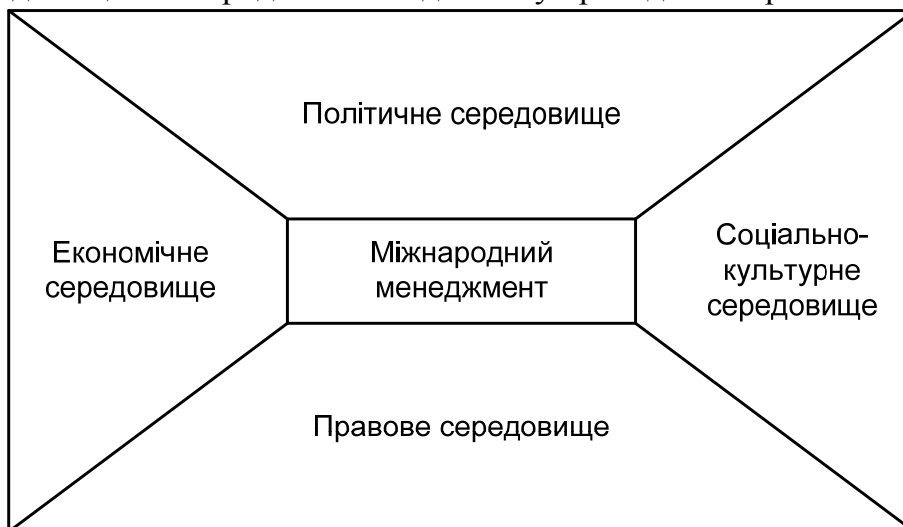 Політичне середовище
Економічне
середовище
Міжнародний
менеджмент
Соціально-
культурне
середовище
Правове середовище